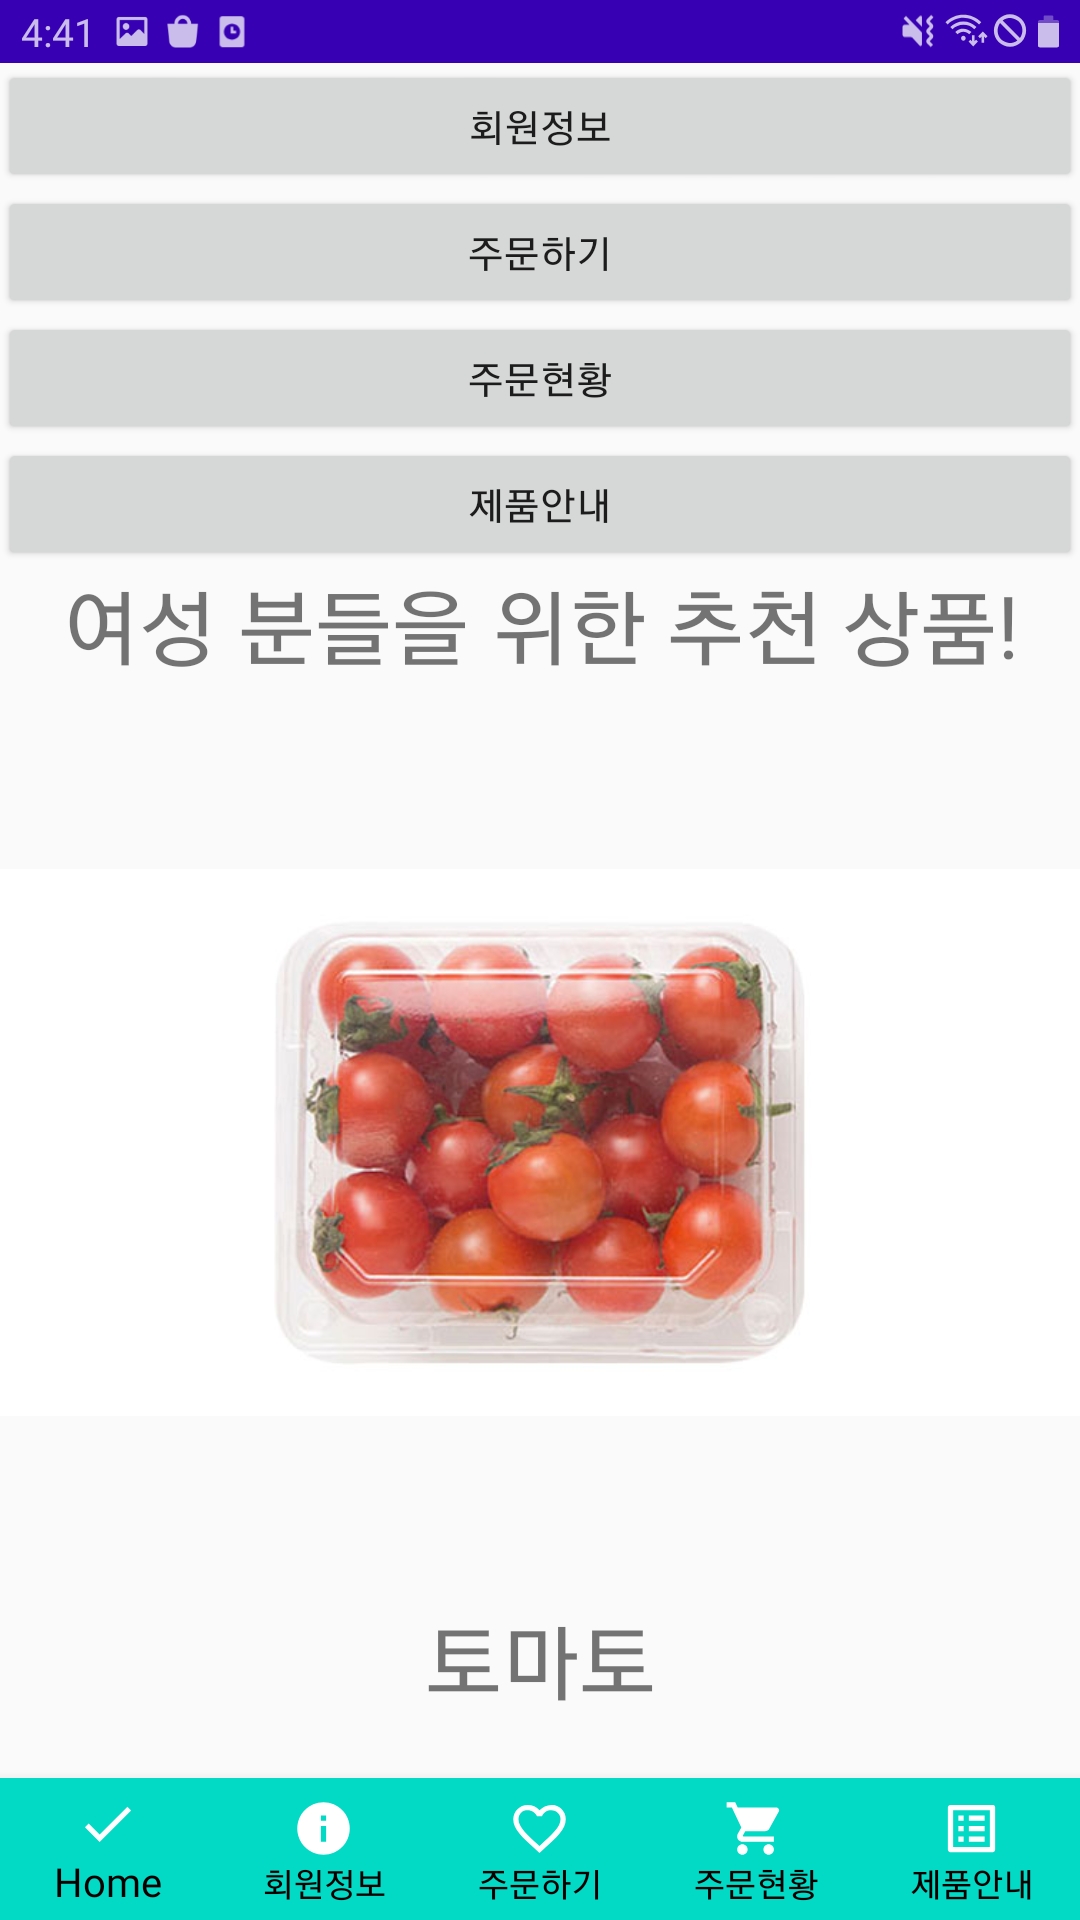 4:41
회원정보
주문하기
주문현황
제품안내
여성 분들을 위한 추천 상품!
토마토
Home 회원정보 주문하기 주문현황 제품안내